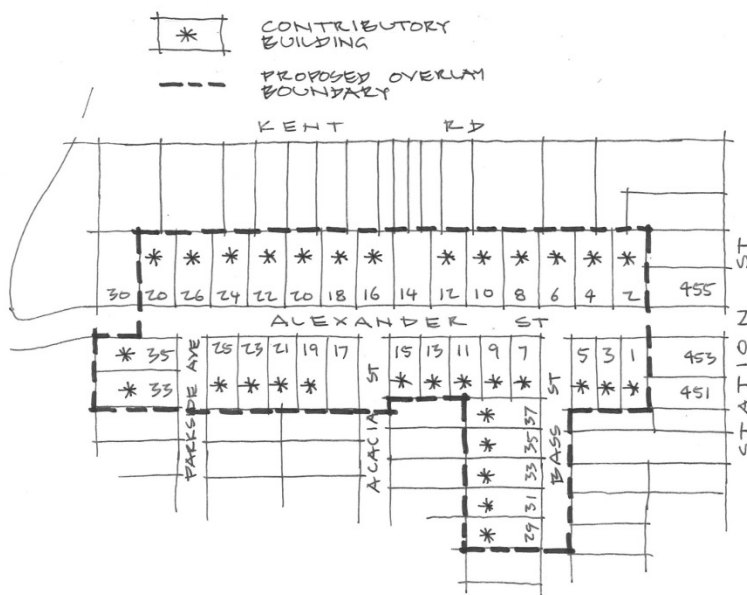 CONTRIBUTORY
BUILDING
PROPOSED OVERLAY
BOUNDARY
KENT RD
30 20 26 24 22 20 18 16 14 12 10 8 6 4 2 455
STATION ST
ALEXANDER ST
35 25 23 21 19 17 15 13 11 9 7 5 3 1 453
33 451
PARKSIDE AVE
ACACIA ST
BASS ST
37
35
33
31
29